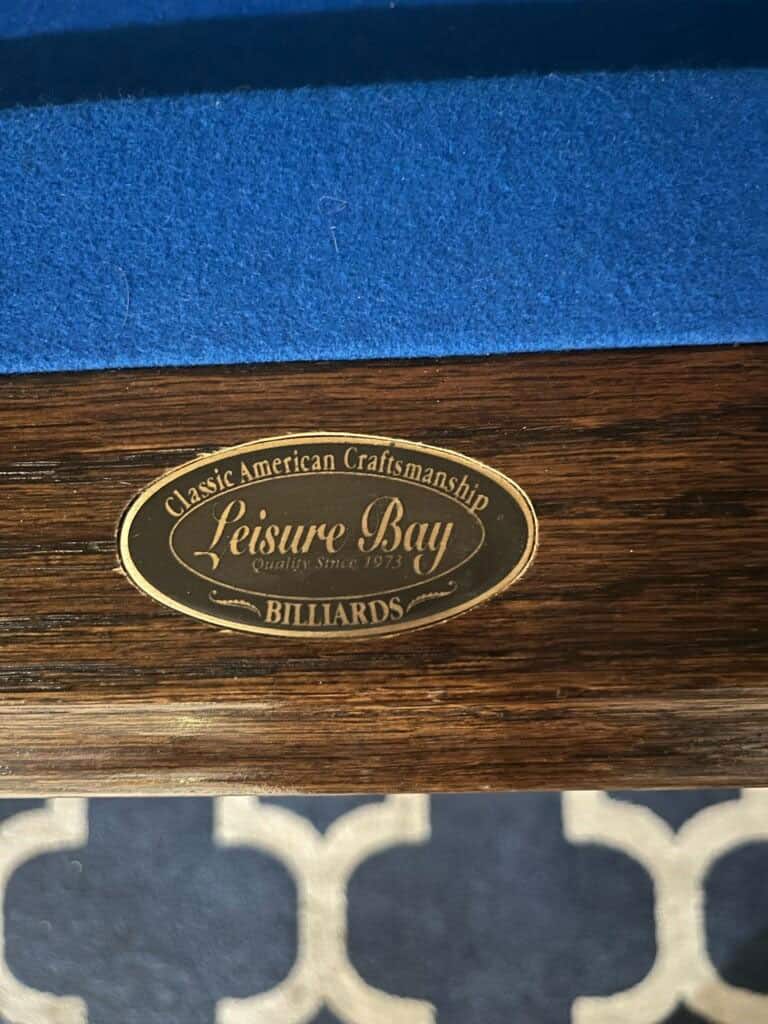 Classic American Craftsmanship
Leisure Bay
Quality Since 1973
BILLIARDS